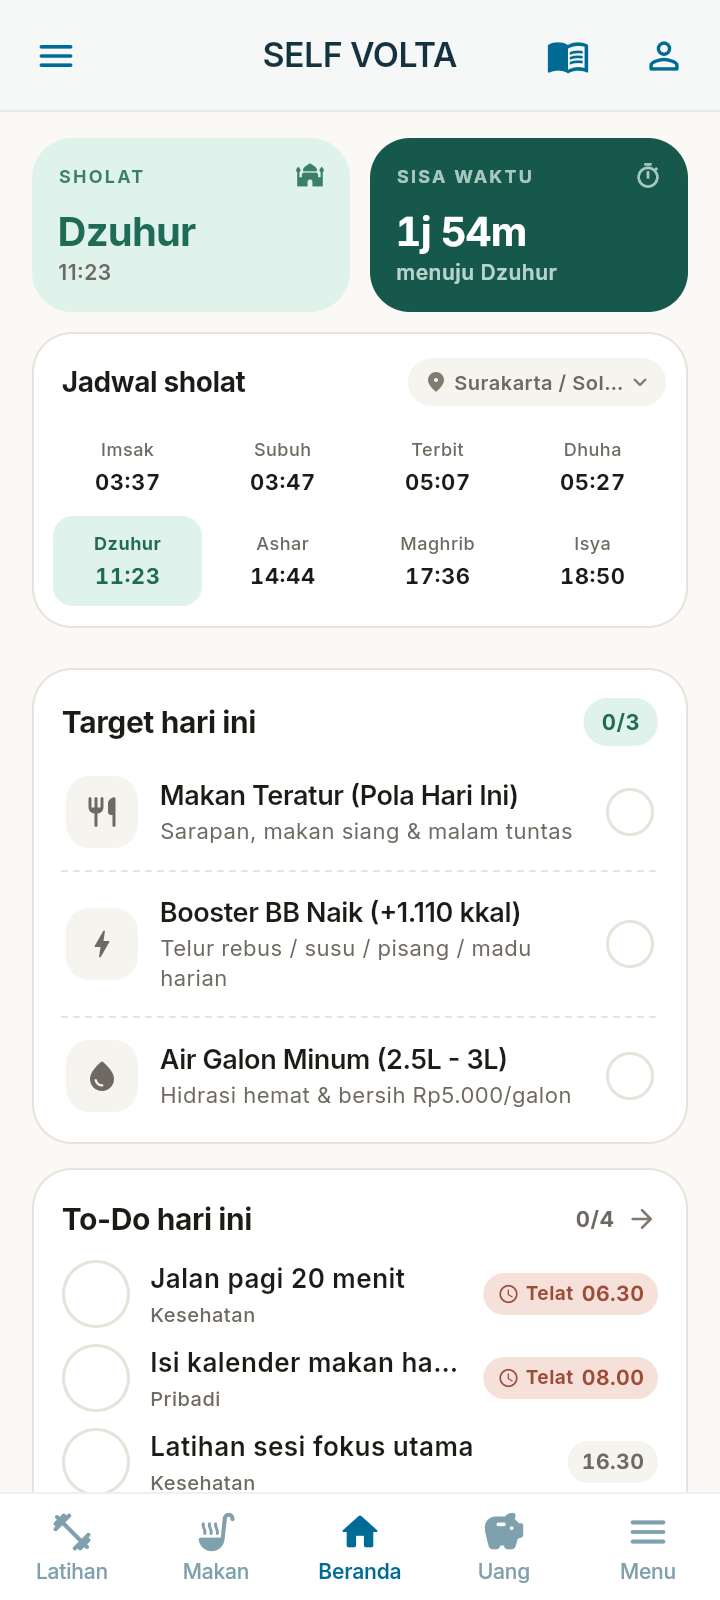 SELF VOLTA
SHOLAT
Dzuhur
11:23
SISA WAKTU
1j 54m
menuju Dzuhur
Jadwal sholat
Surakarta / Sol...
Imsak Subuh Terbit Dhuha
03:37 03:47 05:07 05:27
Dzuhur Ashar Maghrib Isya
11:23 14:44 17:36 18:50
Target hari ini 0/3
Makan Teratur (Pola Hari Ini)
Sarapan, makan siang & malam tuntas
Booster BB Naik (+1.110 kkal)
Telur rebus / susu / pisang / madu
harian
Air Galon Minum (2.5L - 3L)
Hidrasi hemat & bersih Rp5.000/galon
To-Do hari ini 0/4
Jalan pagi 20 menit
Kesehatan
Telat 06.30
Isi kalender makan ha...
Pribadi
Telat 08.00
Latihan sesi fokus utama
Kesehatan
16.30
Latihan Makan Beranda Uang Menu